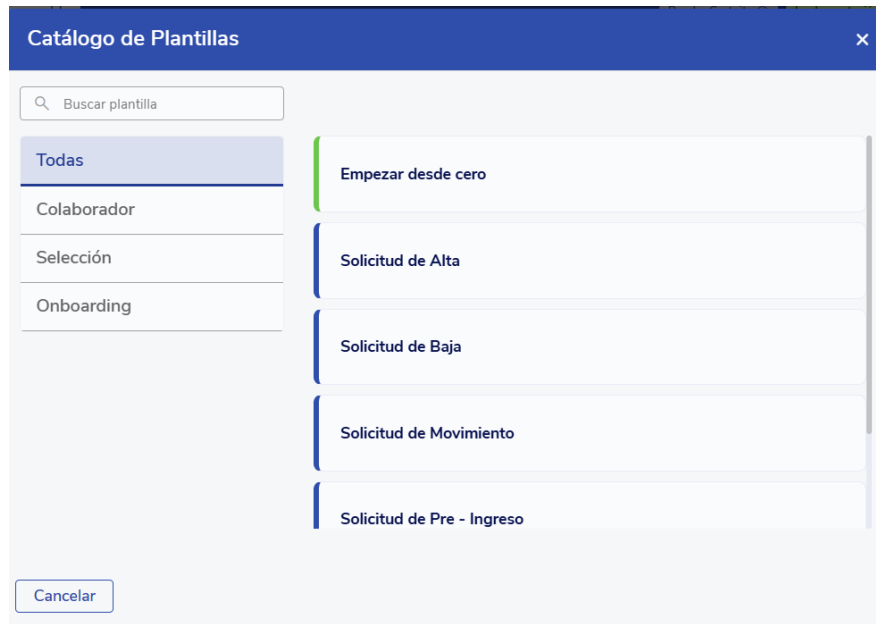 Catálogo de Plantillas
Buscar plantilla
Todas
Colaborador
Selección
Onboarding
Empezar desde cero
Solicitud de Alta
Solicitud de Baja
Solicitud de Movimiento
Solicitud de Pre - Ingreso
Cancelar